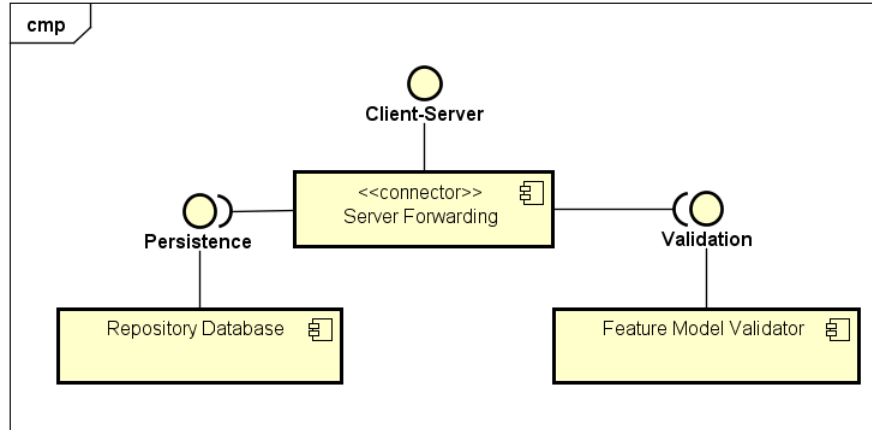 cmp
Client-Server
<<connector>>
Server Forwarding
Persistence
Validation
Repository Database
Feature Model Validator